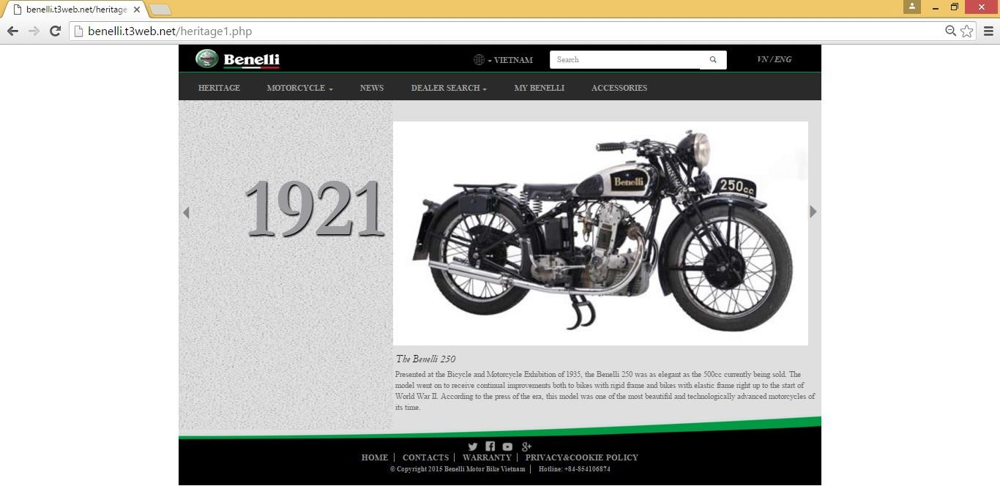 benelli.t3web.net/heritage
benelli.t3web.net/heritage1.php
Benelli
VIETNAM
Search
VN / ENG
HERITAGE MOTORCYCLE NEWS DEALER SEARCH MY BENELLI ACCESSORIES
1921
Benelli
250cc.
The Benelli 250
Presented at the Bicycle and Motorcycle Exhibition of 1935, the Benelli 250 was as elegant as the 500cc currently being sold. The
model went on to receive continual improvements both to bikes with rigid frame and bikes with elastic frame right up to the start of
World War II. According to the press of the era, this model was one of the most beautiful and technologically advanced motorcycles of
its time.
HOME | CONTACTS | WARRANTY | PRIVACY&COOKIE POLICY
© Copyright 2015 Benelli Motor Bike Vietnam | Hotline: +84-854106874